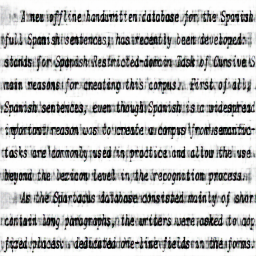 A new offline handwritten database for the Spanish
full Spanish sentences, has recently been developed:
stands for Spanish Restricted-domain Task of Cursive S
main reasons for creating this corpus. First of all,
Spanish sentences, even though Spanish is a widespread
important reason was to create a corpus from semantic-
tasks are commonly used in practice and allow the use
beyond the lexicon level in the recognition process.
As the Spartacus database consisted mainly of short
contain long paragraphs, the writers were asked to
fixed places: dedicated one-line fields in the forms.